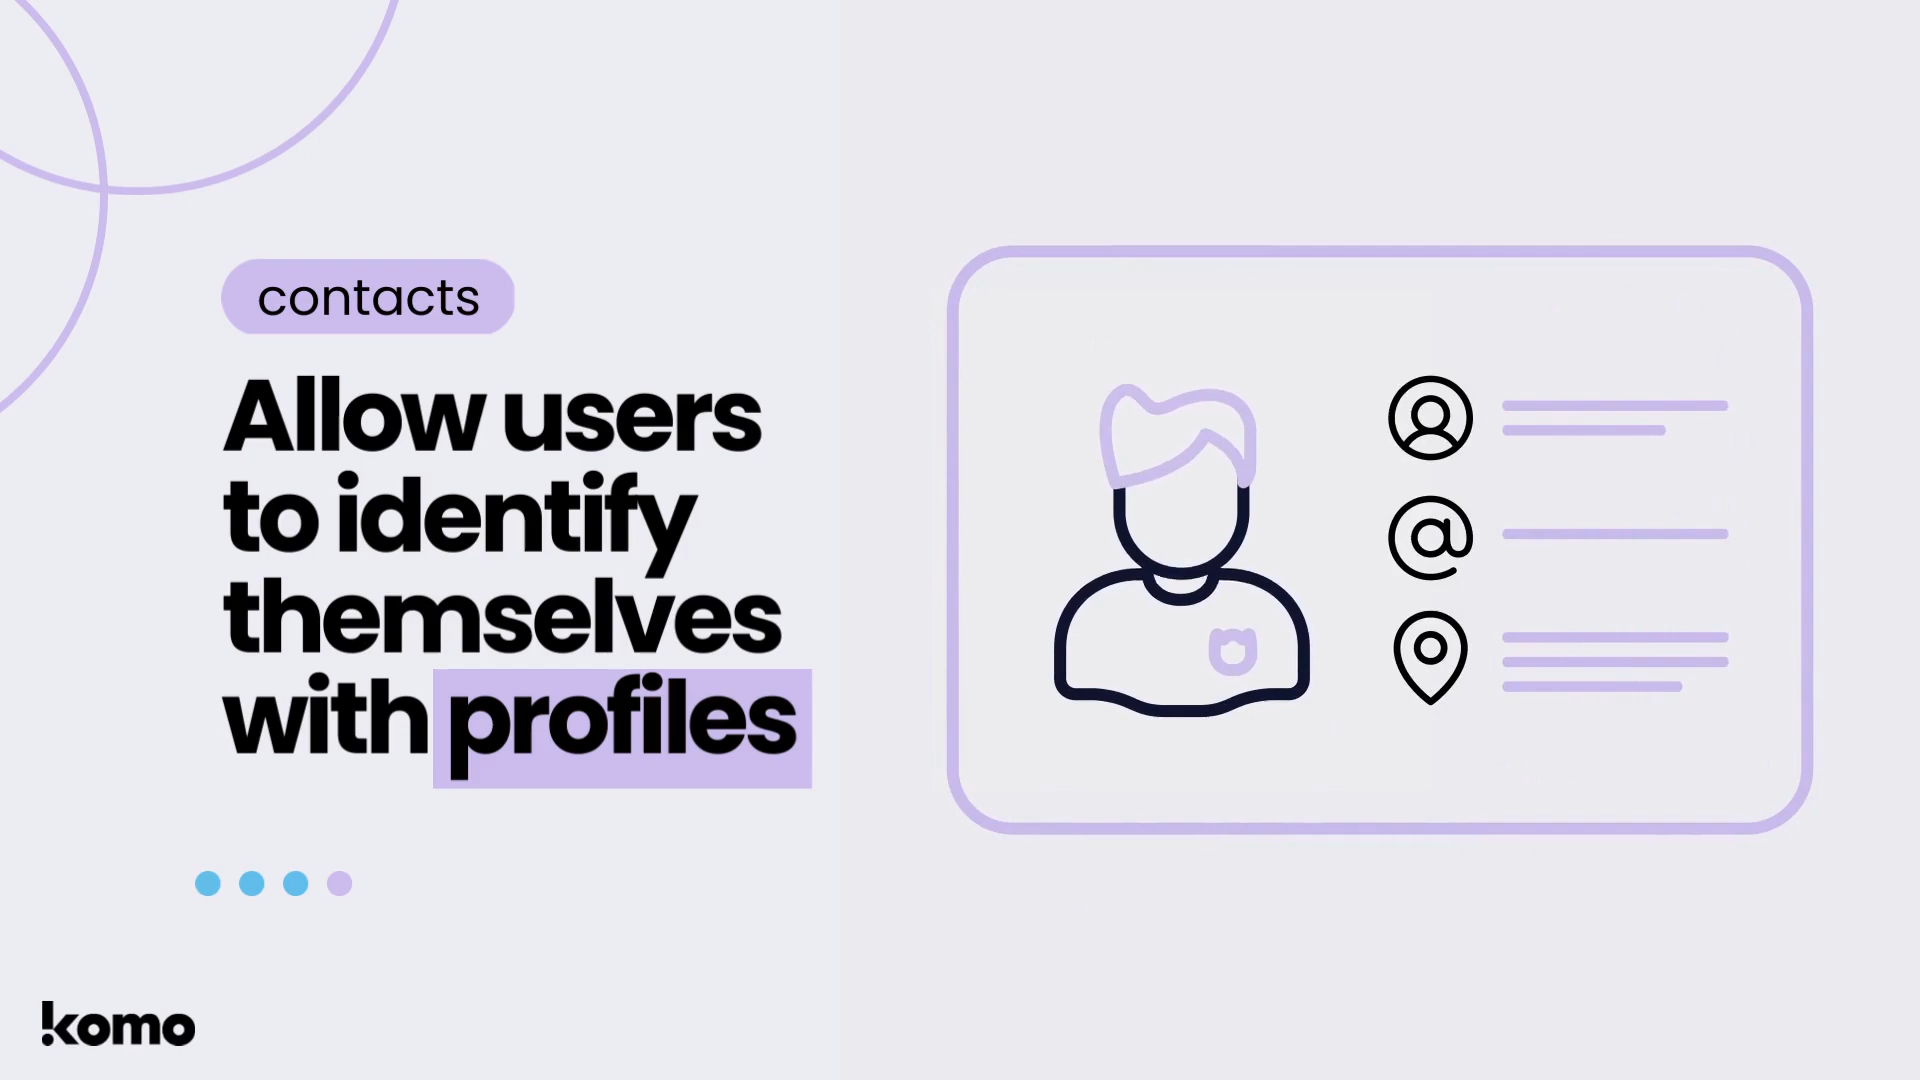 contacts
Allow users
to identify
themselves
with profiles
komo